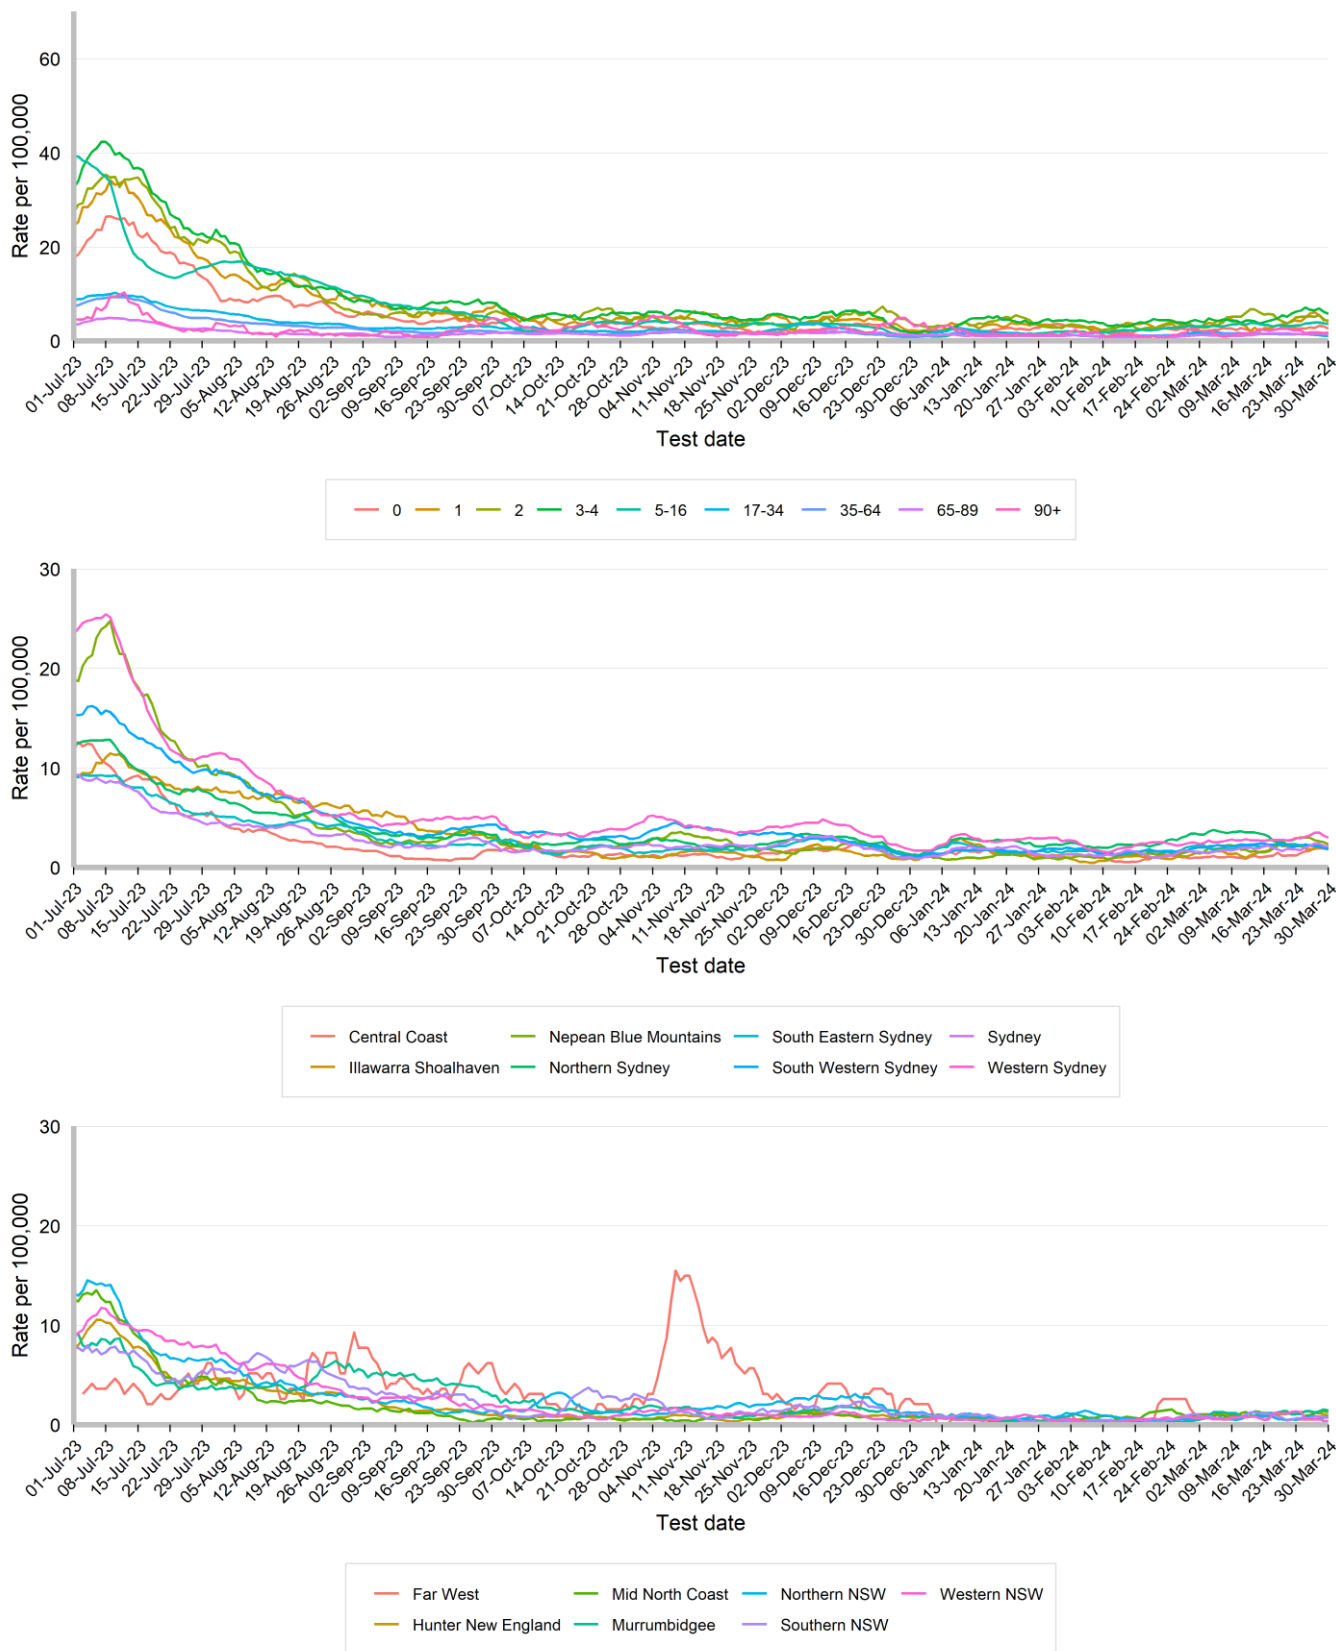 60
40
20
0
Rate per 100,000
01-Jul-23 08-Jul-23 15-Jul-23 22-Jul-23 29-Jul-23 05-Aug-23 12-Aug-23 19-Aug-23 26-Aug-23 02-Sep-23 09-Sep-23 16-Sep-23 23-Sep-23 30-Sep-23 07-Oct-23 14-Oct-23 21-Oct-23 28-Oct-23 04-Nov-23 11-Nov-23 18-Nov-23 25-Nov-23 02-Dec-23 09-Dec-23 16-Dec-23 23-Dec-23 30-Dec-23 06-Jan-24 13-Jan-24 20-Jan-24 27-Jan-24 03-Feb-24 10-Feb-24 17-Feb-24 24-Feb-24 02-Mar-24 09-Mar-24 16-Mar-24 23-Mar-24 30-Mar-24
Test date
0 1 2 3-4 5-16 17-34 35-64 65-89 90+
30
20
10
0
Rate per 100,000
01-Jul-23 08-Jul-23 15-Jul-23 22-Jul-23 29-Jul-23 05-Aug-23 12-Aug-23 19-Aug-23 26-Aug-23 02-Sep-23 09-Sep-23 16-Sep-23 23-Sep-23 30-Sep-23 07-Oct-23 14-Oct-23 21-Oct-23 28-Oct-23 04-Nov-23 11-Nov-23 18-Nov-23 25-Nov-23 02-Dec-23 09-Dec-23 16-Dec-23 23-Dec-23 30-Dec-23 06-Jan-24 13-Jan-24 20-Jan-24 27-Jan-24 03-Feb-24 10-Feb-24 17-Feb-24 24-Feb-24 02-Mar-24 09-Mar-24 16-Mar-24 23-Mar-24 30-Mar-24
Test date
Central Coast Nepean Blue Mountains South Eastern Sydney Sydney
Illawarra Shoalhaven Northern Sydney South Western Sydney Western Sydney
30
20
10
0
Rate per 100,000
01-Jul-23 08-Jul-23 15-Jul-23 22-Jul-23 29-Jul-23 05-Aug-23 12-Aug-23 19-Aug-23 26-Aug-23 02-Sep-23 09-Sep-23 16-Sep-23 23-Sep-23 30-Sep-23 07-Oct-23 14-Oct-23 21-Oct-23 28-Oct-23 04-Nov-23 11-Nov-23 18-Nov-23 25-Nov-23 02-Dec-23 09-Dec-23 16-Dec-23 23-Dec-23 30-Dec-23 06-Jan-24 13-Jan-24 20-Jan-24 27-Jan-24 03-Feb-24 10-Feb-24 17-Feb-24 24-Feb-24 02-Mar-24 09-Mar-24 16-Mar-24 23-Mar-24 30-Mar-24
Test date
Far West Mid North Coast Northern NSW Western NSW
Hunter New England Murrumbidgee Southern NSW